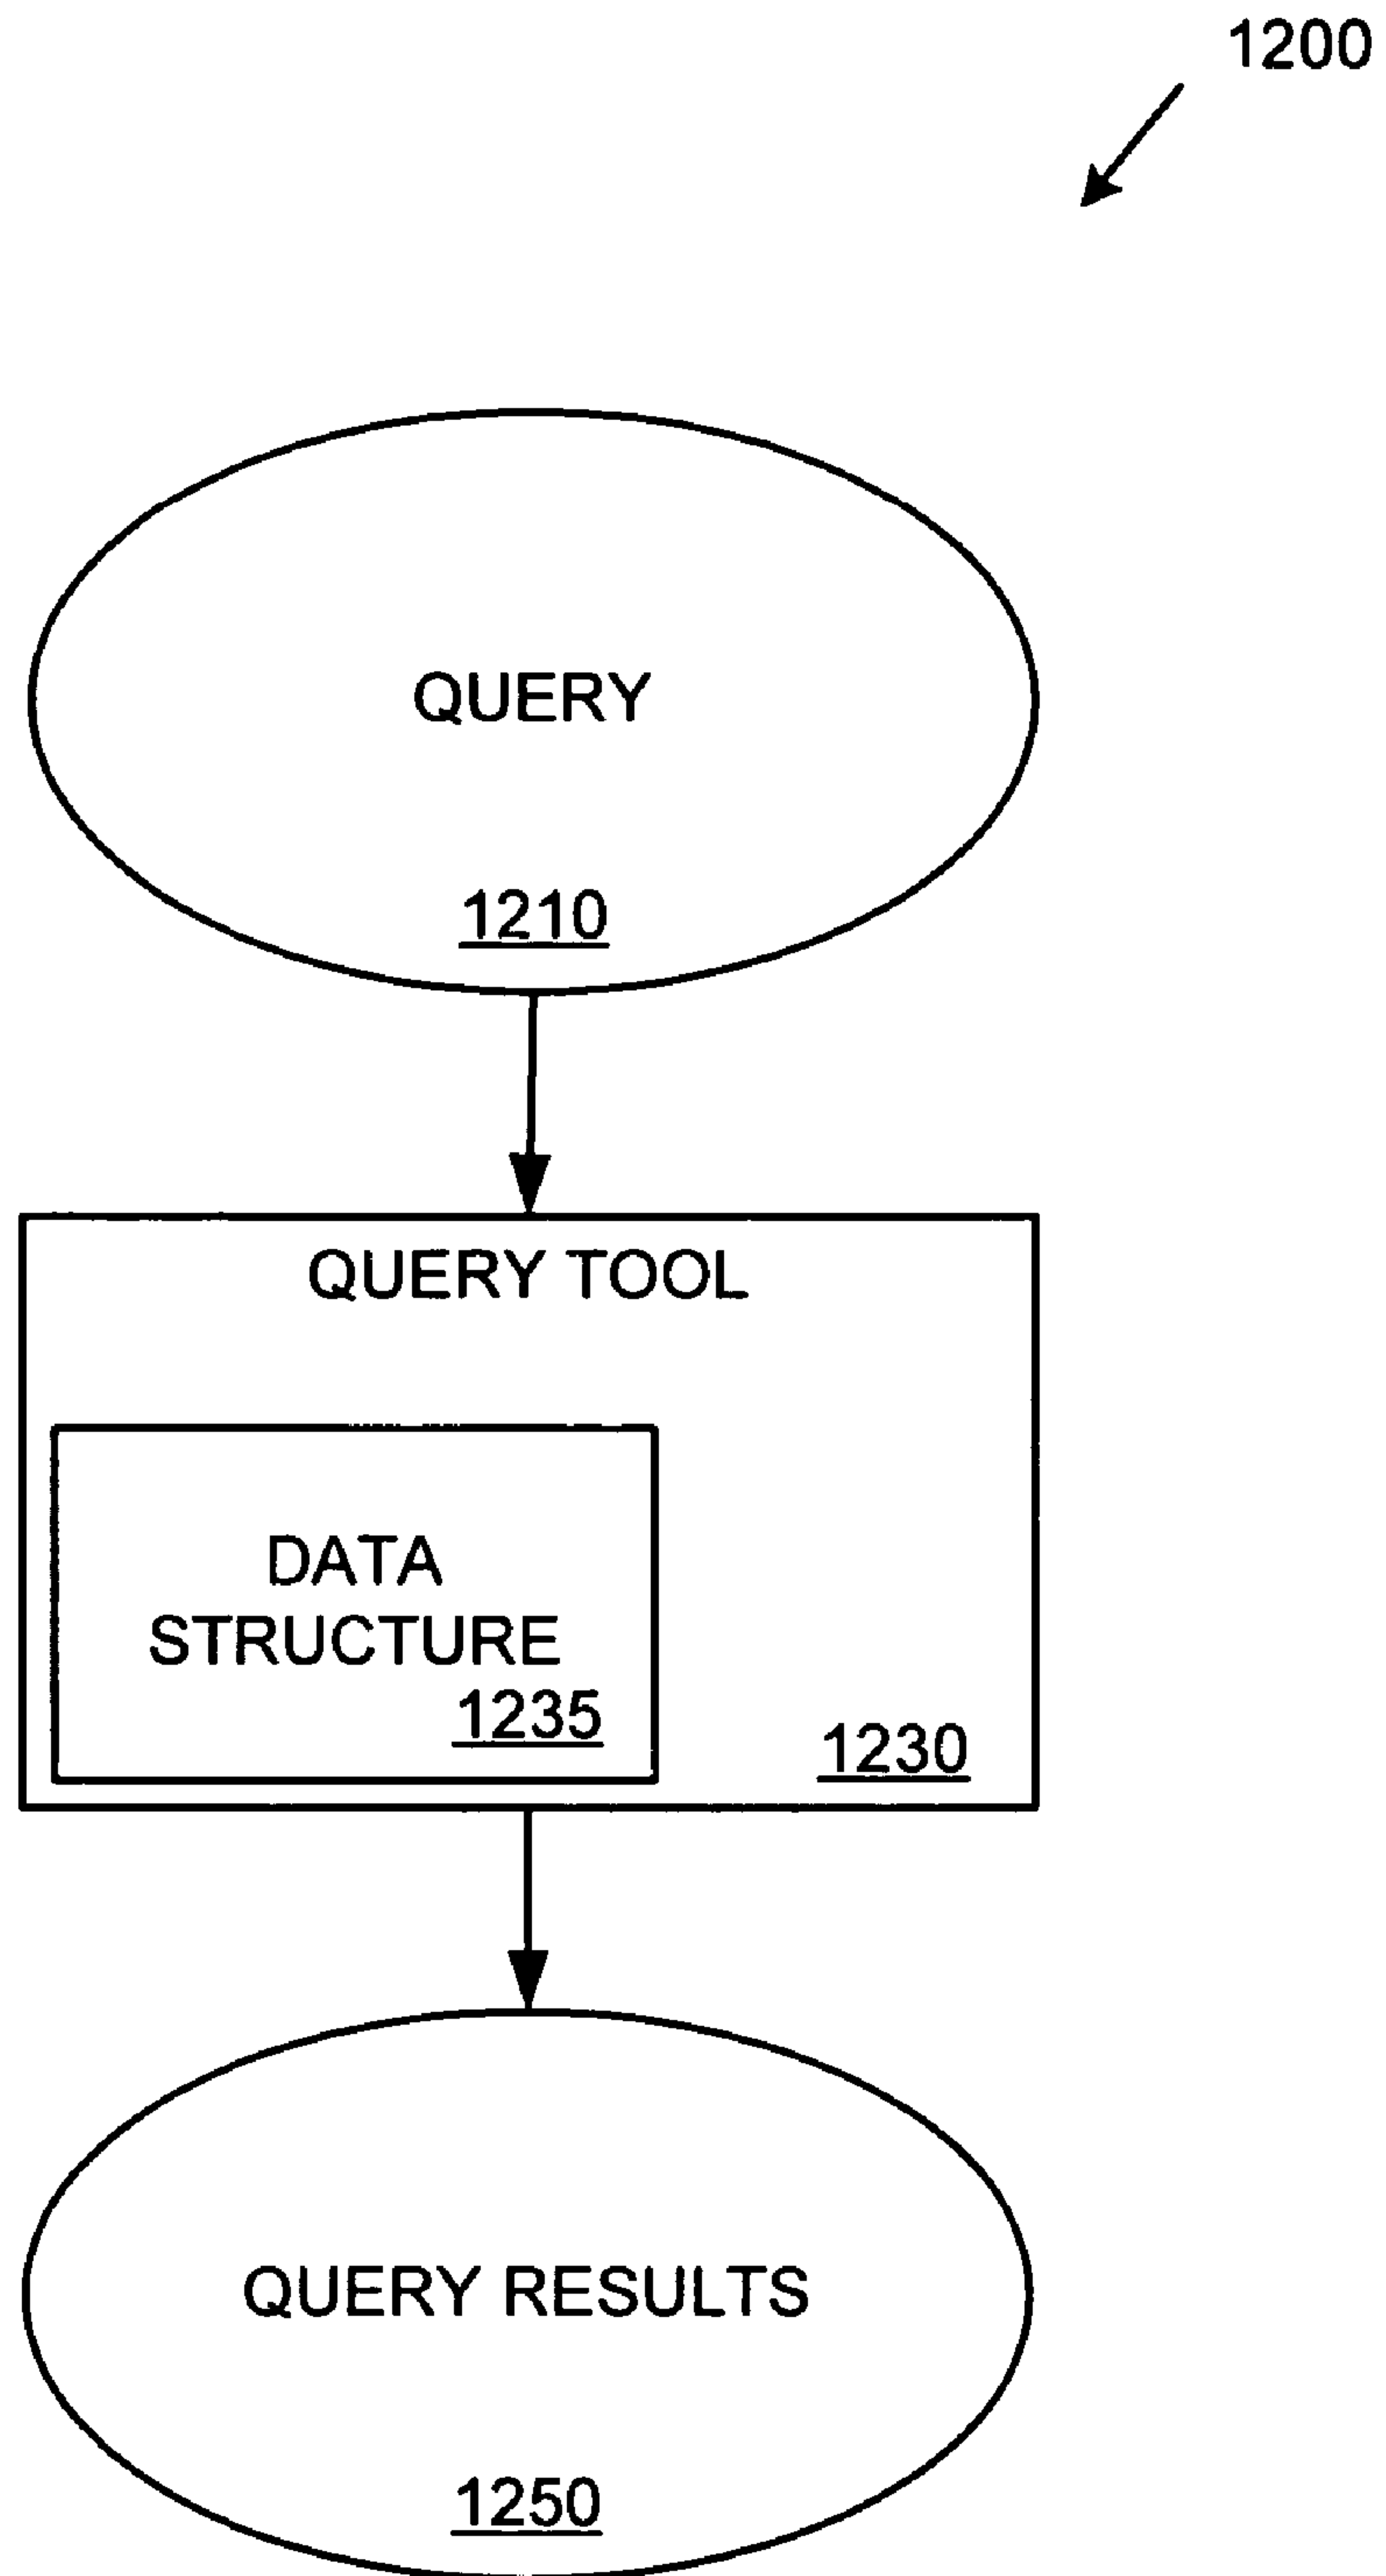 1200
QUERY
1210
QUERY TOOL
DATA
STRUCTURE
1235
1230
QUERY RESULTS
1250